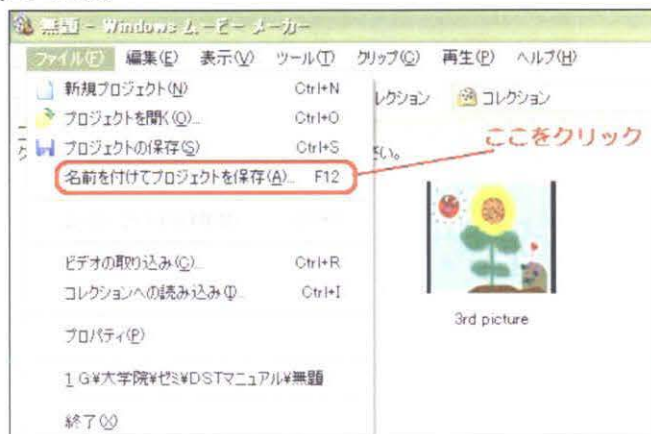 無題 - Windows ムービー メーカー
ファイル(F) 編集(E) 表示(V) ツール(T) クリップ(C) 再生(P) ヘルプ(H)
新規プロジェクト(N) Ctrl+N
レクション コレクション
プロジェクトを開く(O)... Ctrl+O
ここをクリック
プロジェクトの保存(S) Ctrl+S
さい。
名前を付けてプロジェクトを保存(A)... F12
ビデオの取り込み(C)... Ctrl+R
コレクションへの読み込み(I)... Ctrl+I
3rd picture
プロパティ(P)
1 G¥大学院¥ゼミ¥DSTマニュアル¥無題
終了(X)